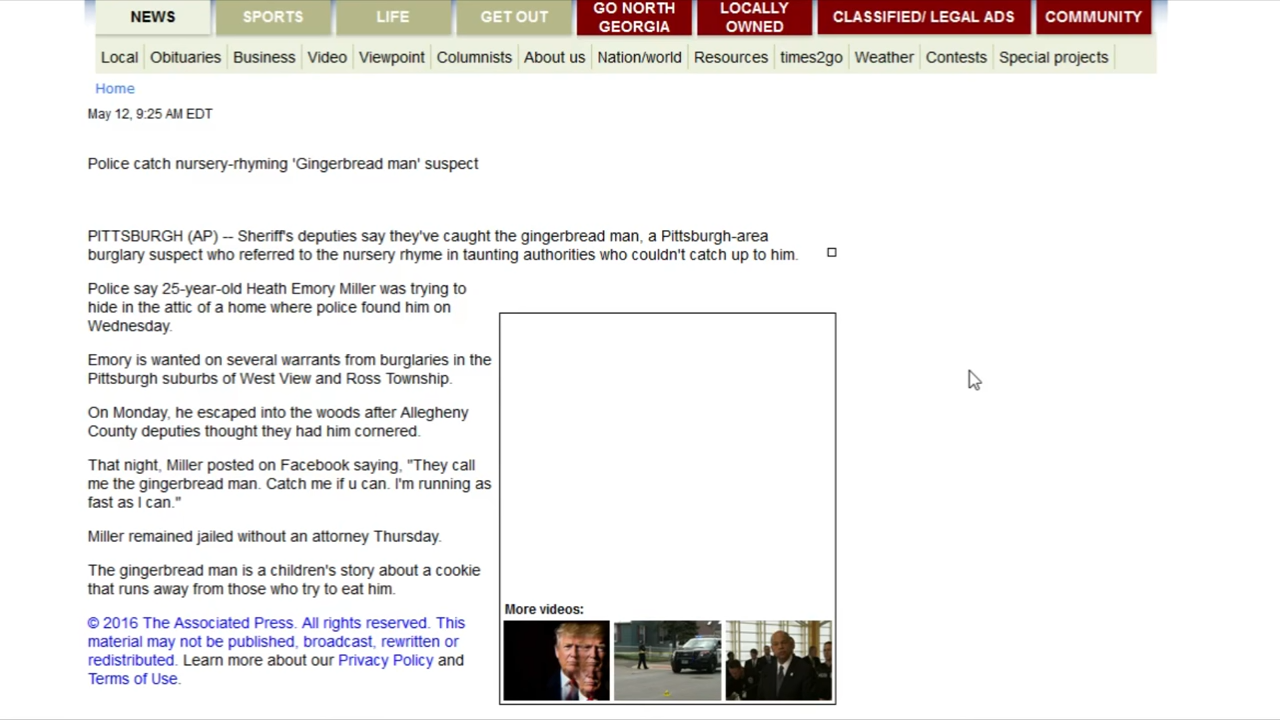 NEWS
SPORTS
LIFE
GET OUT
GO NORTH
GEORGIA
LOCALLY
OWNED
CLASSIFIED/ LEGAL ADS
COMMUNITY
Local Obituaries Business Video Viewpoint Columnists About us Nation/world Resources times2go Weather Contests Special projects
Home
May 12, 9:25 AM EDT
Police catch nursery-rhyming 'Gingerbread man' suspect
PITTSBURGH (AP) -- Sheriff's deputies say they've caught the gingerbread man, a Pittsburgh-area
burglary suspect who referred to the nursery rhyme in taunting authorities who couldn't catch up to him.
Police say 25-year-old Heath Emory Miller was trying to
hide in the attic of a home where police found him on
Wednesday.
Emory is wanted on several warrants from burglaries in the
Pittsburgh suburbs of West View and Ross Township.
On Monday, he escaped into the woods after Allegheny
County deputies thought they had him cornered.
That night, Miller posted on Facebook saying, "They call
me the gingerbread man. Catch me if u can. I'm running as
fast as I can."
Miller remained jailed without an attorney Thursday.
The gingerbread man is a children's story about a cookie
that runs away from those who try to eat him.
© 2016 The Associated Press. All rights reserved. This
material may not be published, broadcast, rewritten or
redistributed. Learn more about our Privacy Policy and
Terms of Use.
More videos: